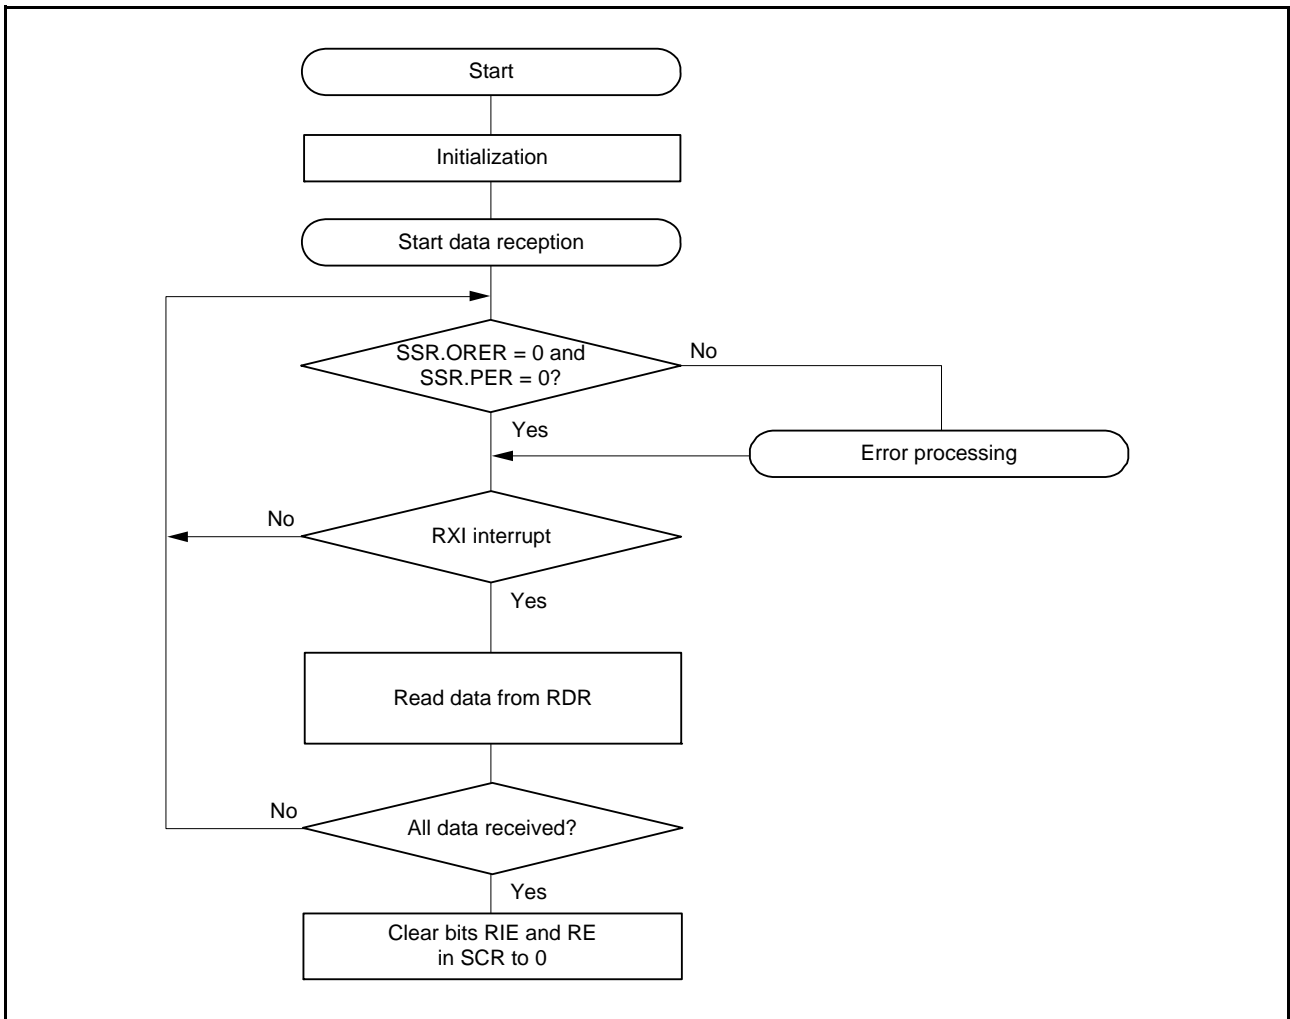 Start
Initialization
Start data reception
SSR.ORER = 0 and
SSR.PER = 0?
No
Yes
Error processing
No
RXI interrupt
Yes
Read data from RDR
No
All data received?
Yes
Clear bits RIE and RE
in SCR to 0